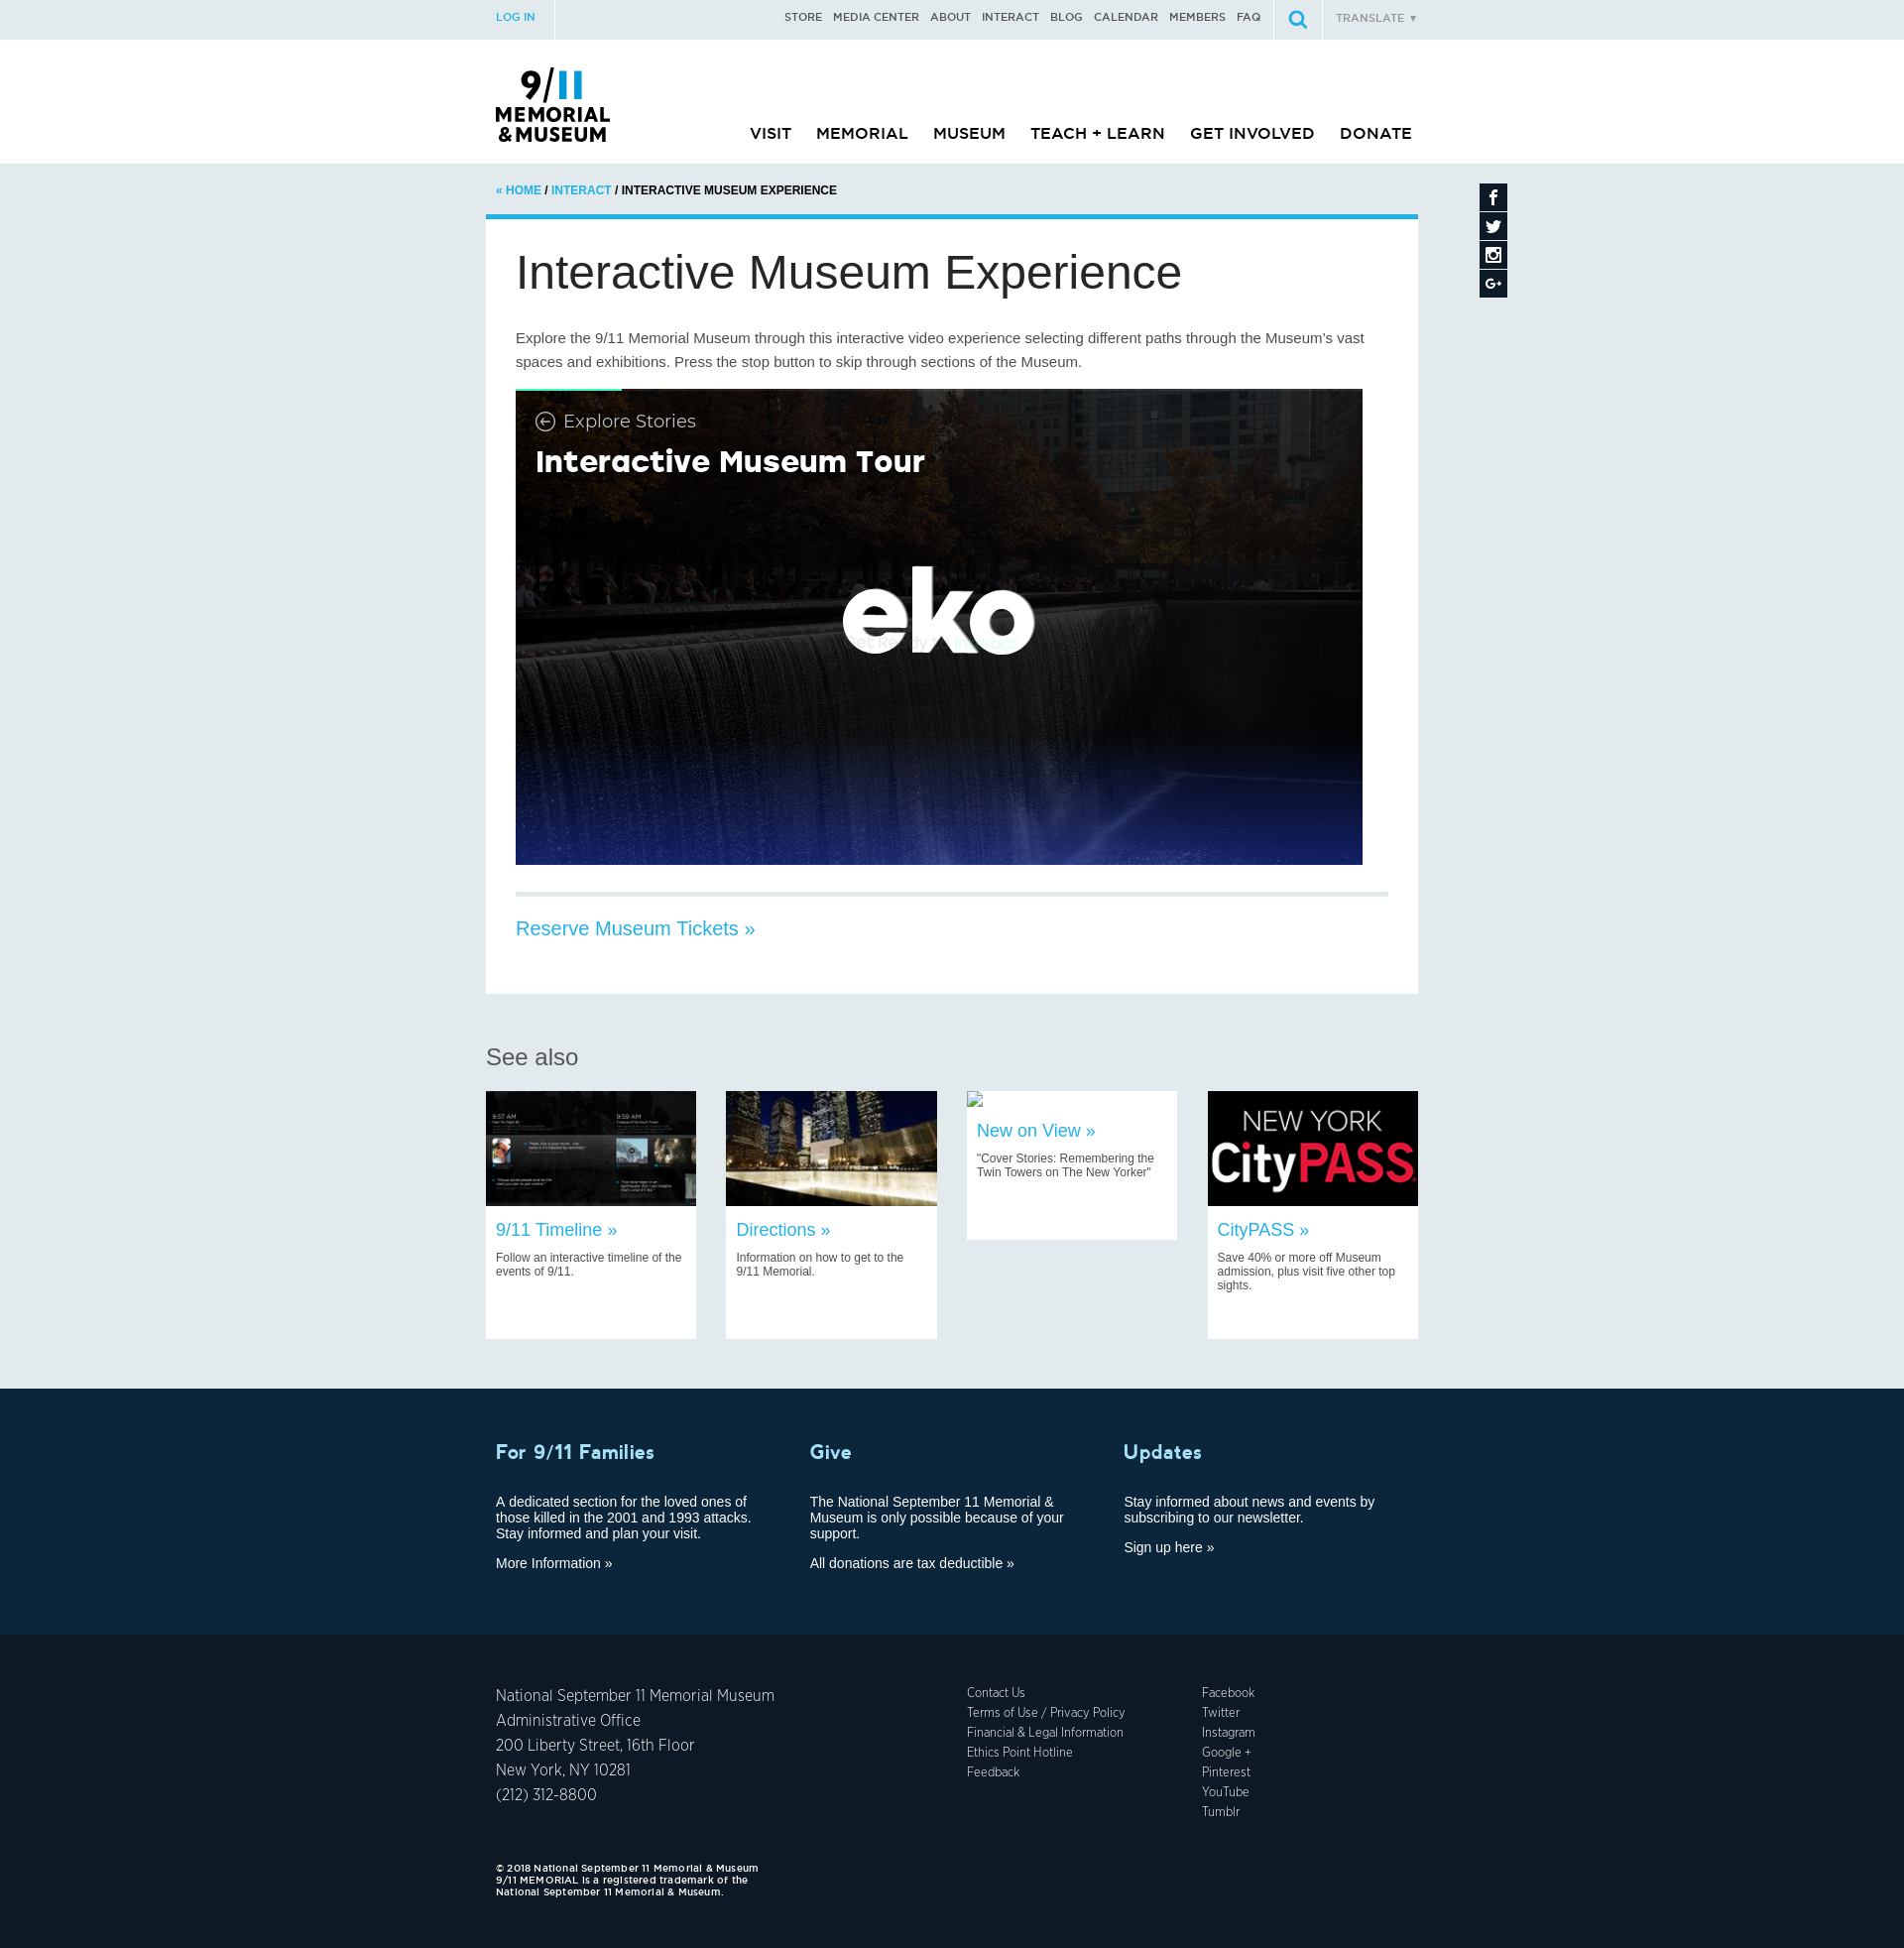 LOG IN
STORE MEDIA CENTER ABOUT INTERACT BLOG CALENDAR MEMBERS FAQ
TRANSLATE ▼
9/11
MEMORIAL
&MUSEUM
VISIT MEMORIAL MUSEUM TEACH + LEARN GET INVOLVED DONATE
« HOME / INTERACT / INTERACTIVE MUSEUM EXPERIENCE
Interactive Museum Experience
Explore the 9/11 Memorial Museum through this interactive video experience selecting different paths through the Museum’s vast
spaces and exhibitions. Press the stop button to skip through sections of the Museum.
Explore Stories
Interactive Museum Tour
eko
Reserve Museum Tickets »
See also
9:57 AM
9:59 AM
9/11 Timeline »
Follow an interactive timeline of the
events of 9/11.
Directions »
Information on how to get to the
9/11 Memorial.
New on View »
"Cover Stories: Remembering the
Twin Towers on The New Yorker"
NEW YORK
CityPASS
CityPASS »
Save 40% or more off Museum
admission, plus visit five other top
sights.
For 9/11 Families
A dedicated section for the loved ones of
those killed in the 2001 and 1993 attacks.
Stay informed and plan your visit.
More Information »
Give
The National September 11 Memorial &
Museum is only possible because of your
support.
All donations are tax deductible »
Updates
Stay informed about news and events by
subscribing to our newsletter.
Sign up here »
National September 11 Memorial Museum
Administrative Office
200 Liberty Street, 16th Floor
New York, NY 10281
(212) 312-8800
Contact Us
Terms of Use / Privacy Policy
Financial & Legal Information
Ethics Point Hotline
Feedback
Facebook
Twitter
Instagram
Google +
Pinterest
YouTube
Tumblr
© 2018 National September 11 Memorial & Museum
9/11 MEMORIAL is a registered trademark of the
National September 11 Memorial & Museum.